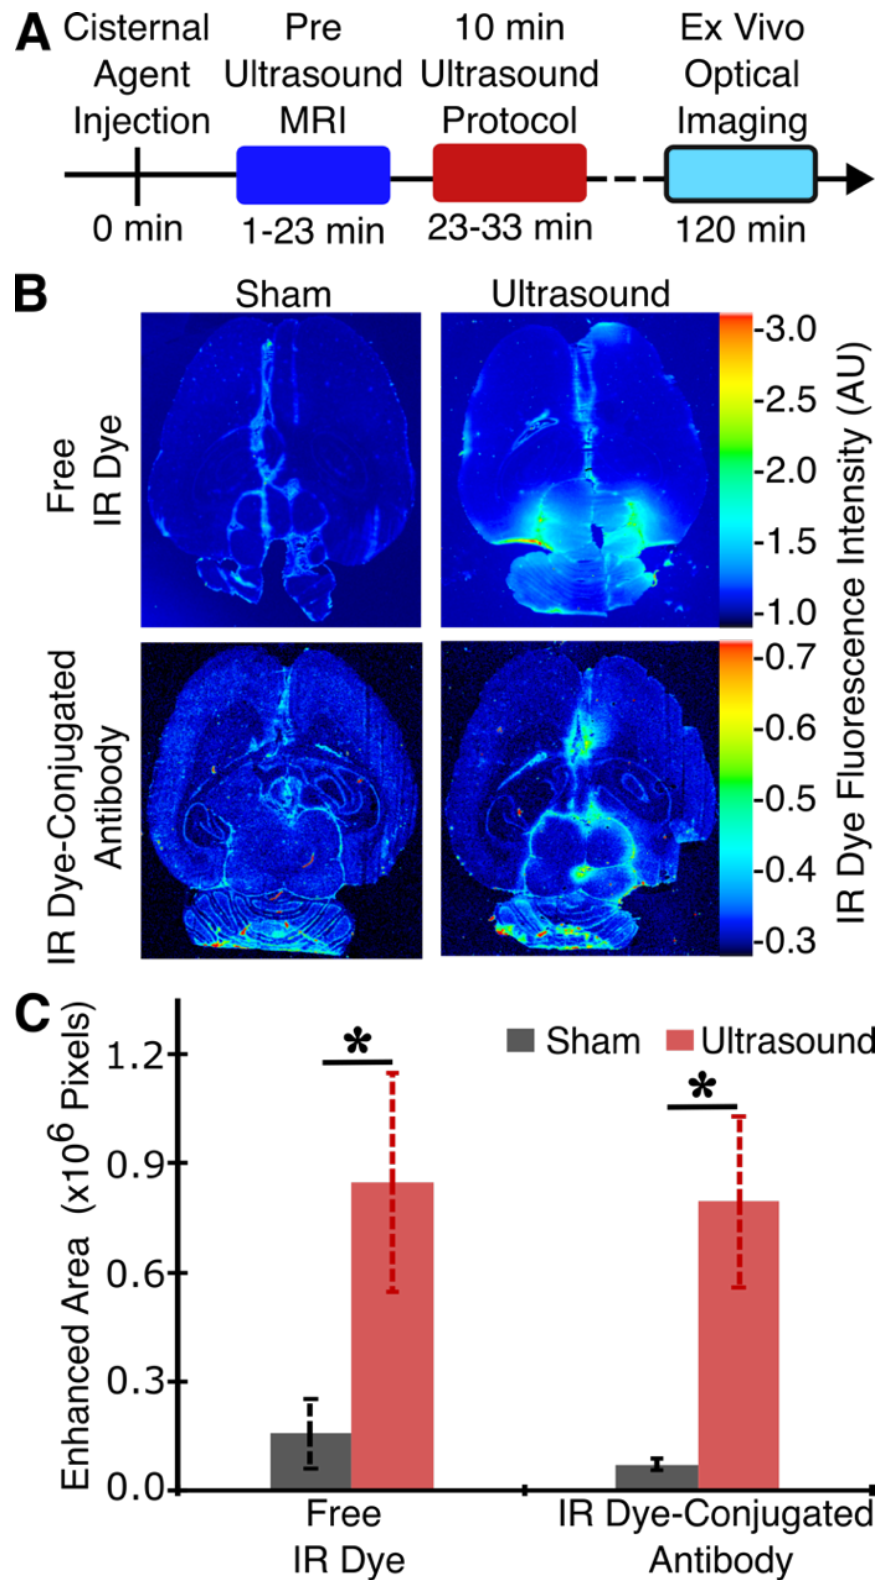 A
Cisternal
Agent
Injection
Pre
Ultrasound
MRI
10 min
Ultrasound
Protocol
Ex Vivo
Optical
Imaging
0 min
1-23 min
23-33 min
120 min
B
Sham
Ultrasound
Free
IR Dye
IR Dye-Conjugated
Antibody
-3.0
-2.5
-2.0
-1.5
-1.0
-0.7
-0.6
-0.5
-0.4
-0.3
IR Dye Fluorescence Intensity (AU)
C
Enhanced Area (x10⁶ Pixels)
1.2
0.9
0.6
0.3
0.0
*
*
Sham
Ultrasound
Free
IR Dye
IR Dye-Conjugated
Antibody